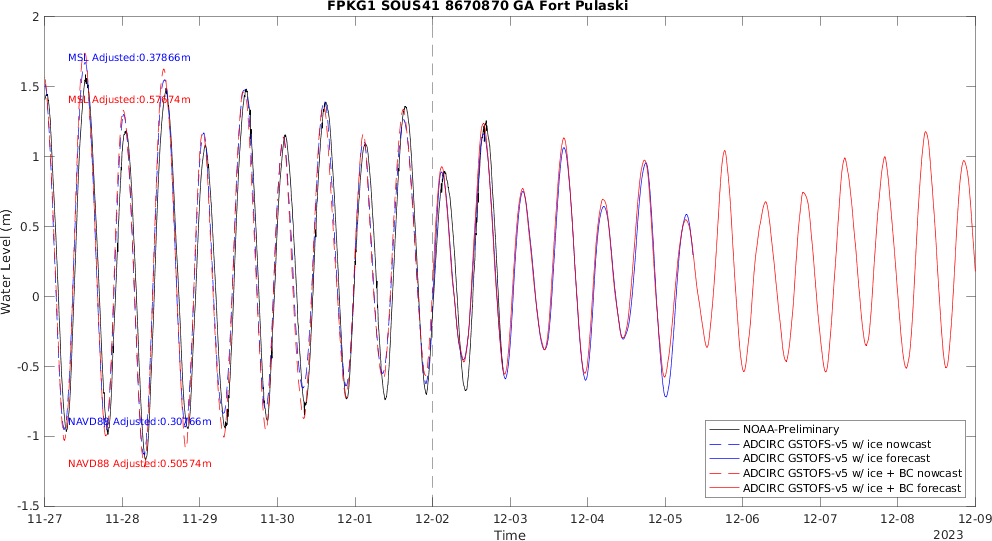 FPKG1 SOUS41 8670870 GA Fort Pulaski
2
1.5
1
0.5
0
-0.5
-1
-1.5
Water Level (m)
MSL Adjusted:0.37866m
MSL Adjusted:0.57674m
NAVD88 Adjusted:0.30766m
NAVD88 Adjusted:0.50574m
NOAA-Preliminary
ADCIRC GSTOFS-v5 w/ ice nowcast
ADCIRC GSTOFS-v5 w/ ice forecast
ADCIRC GSTOFS-v5 w/ ice + BC nowcast
ADCIRC GSTOFS-v5 w/ ice + BC forecast
11-27 11-28 11-29 11-30 12-01 12-02 12-03 12-04 12-05 12-06 12-07 12-08 12-09
Time
2023